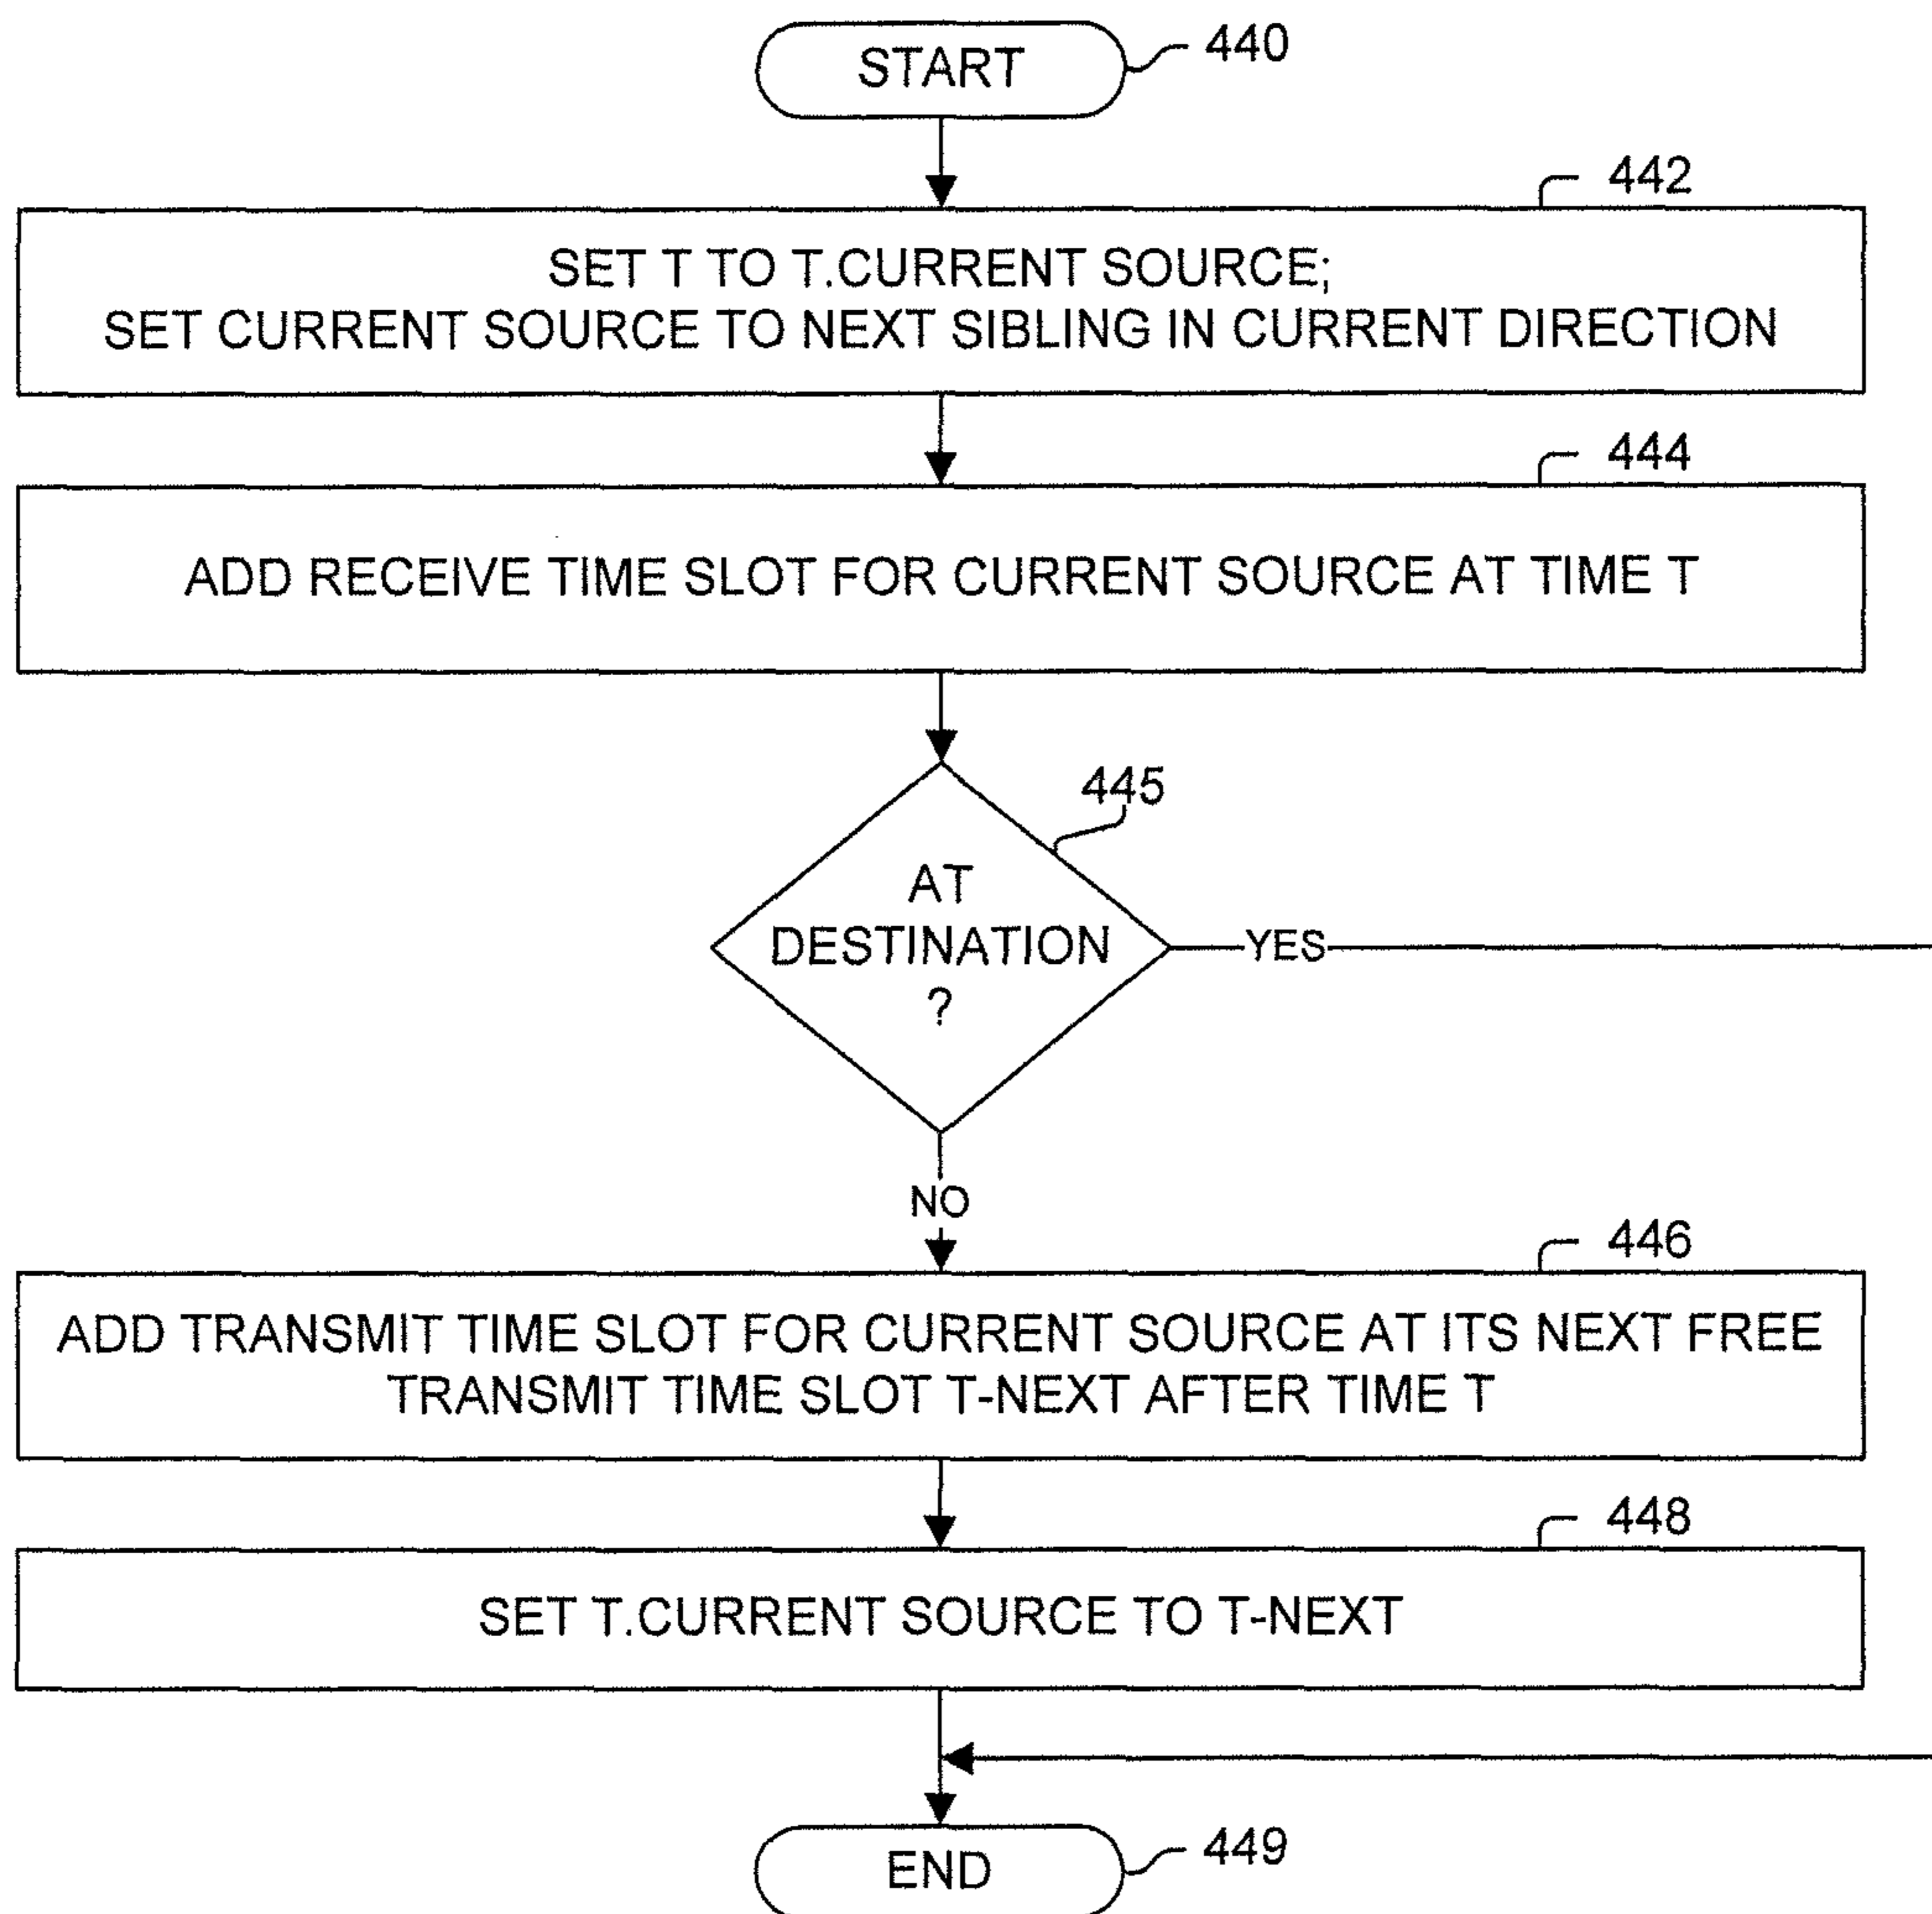 START
440
442
SET T TO T.CURRENT SOURCE;
SET CURRENT SOURCE TO NEXT SIBLING IN CURRENT DIRECTION
444
ADD RECEIVE TIME SLOT FOR CURRENT SOURCE AT TIME T
445
AT
DESTINATION
?
YES
NO
446
ADD TRANSMIT TIME SLOT FOR CURRENT SOURCE AT ITS NEXT FREE
TRANSMIT TIME SLOT T-NEXT AFTER TIME T
448
SET T.CURRENT SOURCE TO T-NEXT
END
449